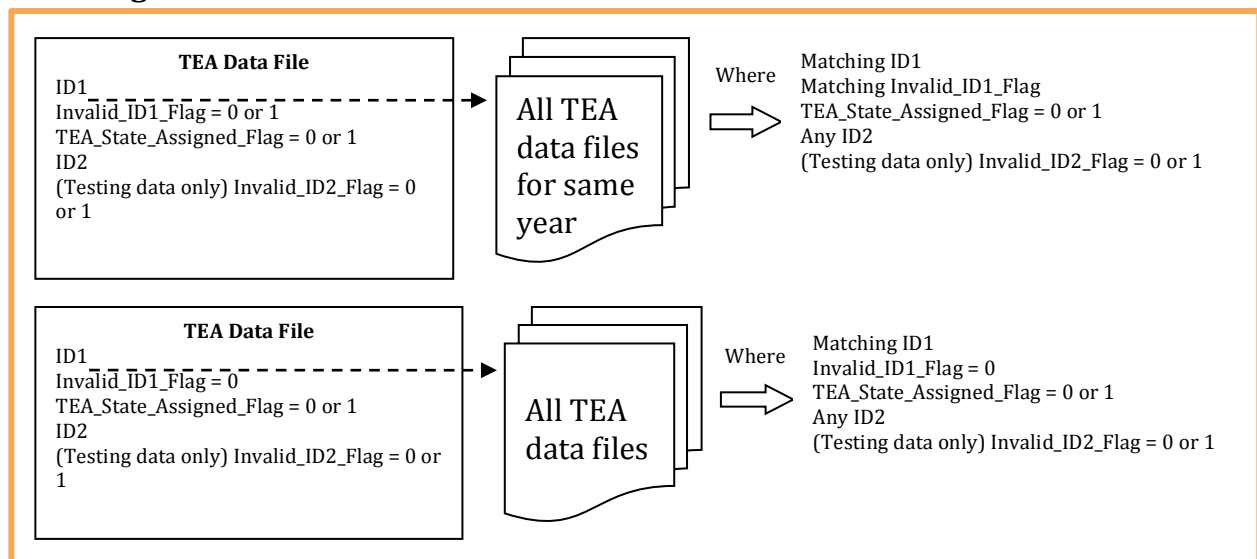 TEA Data File
ID1
Invalid_ID1_Flag = 0 or 1
TEA_State_Assigned_Flag = 0 or 1
ID2
(Testing data only) Invalid_ID2_Flag = 0
or 1
All TEA
data files
for same
year
Where
Matching ID1
Matching Invalid_ID1_Flag
TEA_State_Assigned_Flag = 0 or 1
Any ID2
(Testing data only) Invalid_ID2_Flag = 0 or 1
TEA Data File
ID1
Invalid_ID1_Flag = 0
TEA_State_Assigned_Flag = 0 or 1
ID2
(Testing data only) Invalid_ID2_Flag = 0 or
1
All TEA
data files
Where
Matching ID1
Invalid_ID1_Flag = 0
TEA_State_Assigned_Flag = 0 or 1
Any ID2
(Testing data only) Invalid_ID2_Flag = 0 or 1